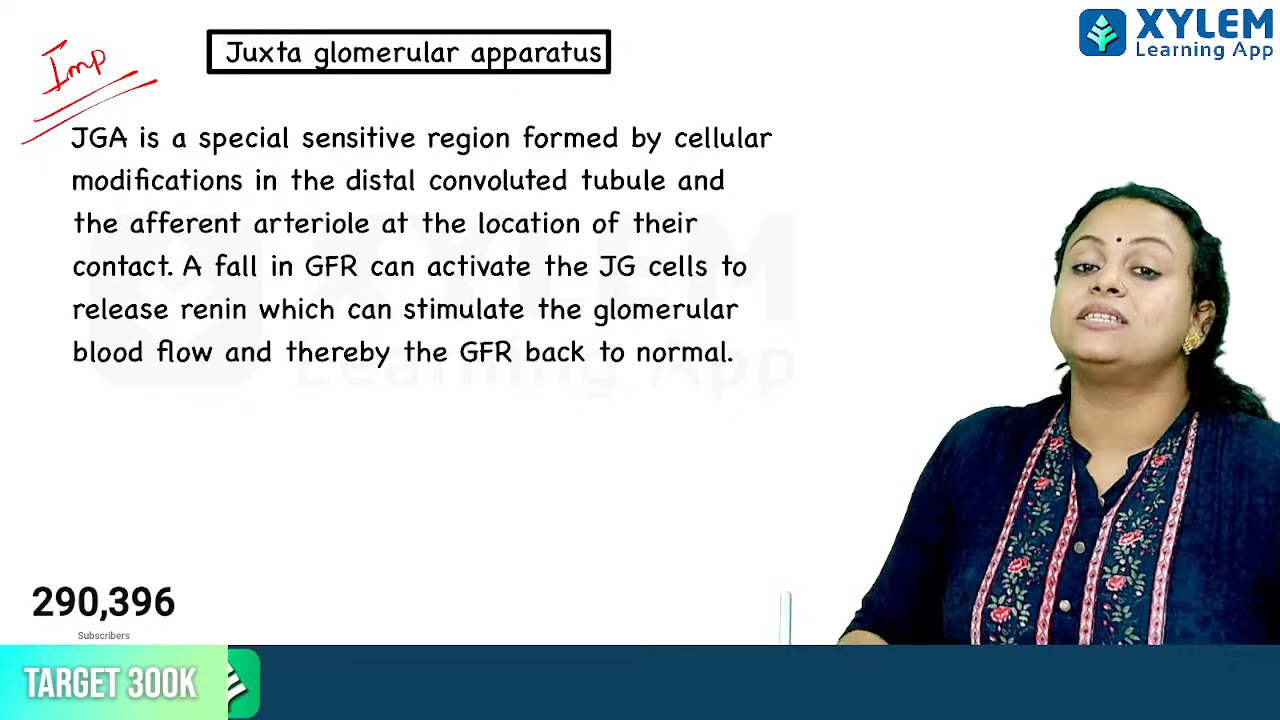 XYLEM
Learning App
Imp
Juxta glomerular apparatus
JGA is a special sensitive region formed by cellular
modifications in the distal convoluted tubule and
the afferent arteriole at the location of their
contact. A fall in GFR can activate the JG cells to
release renin which can stimulate the glomerular
blood flow and thereby the GFR back to normal.
XYLEM
Learning App
290,396
Subscribers
TARGET 300K